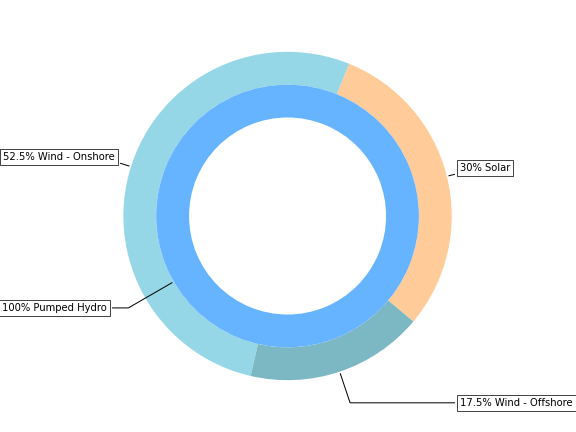 52.5% Wind - Onshore
30% Solar
100% Pumped Hydro
17.5% Wind - Offshore